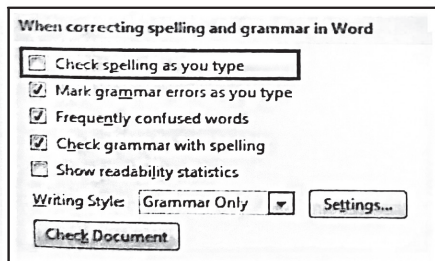 When correcting spelling and grammar in Word
Check spelling as you type
Mark grammar errors as you type
Frequently confused words
Check grammar with spelling
Show readability statistics
Writing Style: Grammar Only Settings...
Check Document